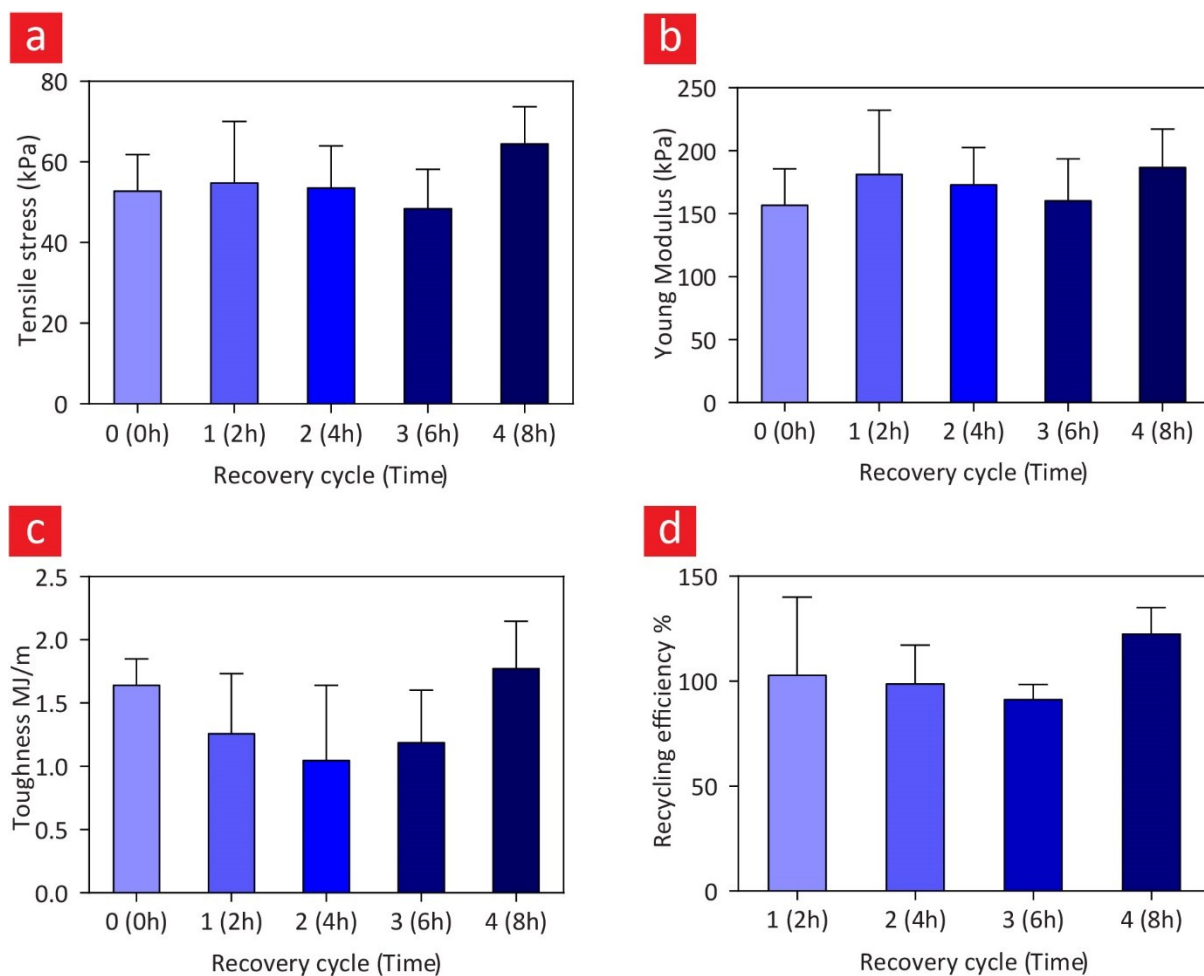 a
Tensile stress (kPa)
80
60
40
20
0
0 (0h) 1 (2h) 2 (4h) 3 (6h) 4 (8h)
Recovery cycle (Time)
b
Young Modulus (kPa)
250
200
150
100
50
0
0 (0h) 1 (2h) 2 (4h) 3 (6h) 4 (8h)
Recovery cycle (Time)
c
Toughness MJ/m
2.5
2.0
1.5
1.0
0.5
0.0
0 (0h) 1 (2h) 2 (4h) 3 (6h) 4 (8h)
Recovery cycle (Time)
d
Recycling efficiency %
150
100
50
0
1 (2h) 2 (4h) 3 (6h) 4 (8h)
Recovery cycle (Time)